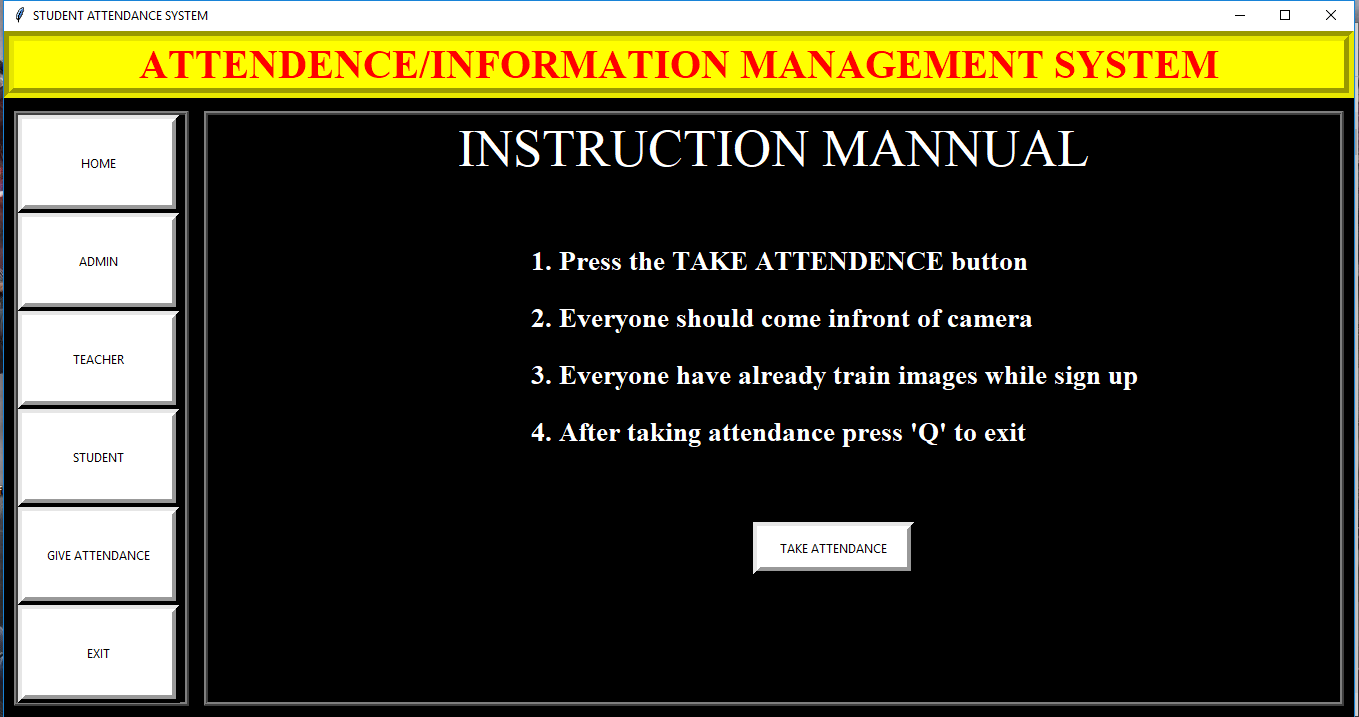 STUDENT ATTENDANCE SYSTEM
ATTENDENCE/INFORMATION MANAGEMENT SYSTEM
HOME
ADMIN
TEACHER
STUDENT
GIVE ATTENDANCE
EXIT
INSTRUCTION MANNUAL
1. Press the TAKE ATTENDENCE button
2. Everyone should come infront of camera
3. Everyone have already train images while sign up
4. After taking attendance press 'Q' to exit
TAKE ATTENDANCE